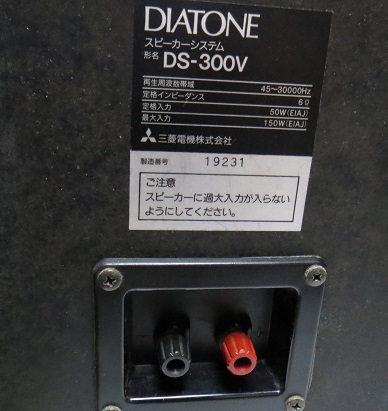 DIATONE
スピーカーシステム
形名 DS-300V
再生周波数帯域 45〜30000Hz
定格インピーダンス 6Ω
定格入力 50W(EIAJ)
最大入力 150W(EIAJ)
三菱電機株式会社
製造番号 19231
ご注意
スピーカーに過大入力が入らない
ようにしてください。